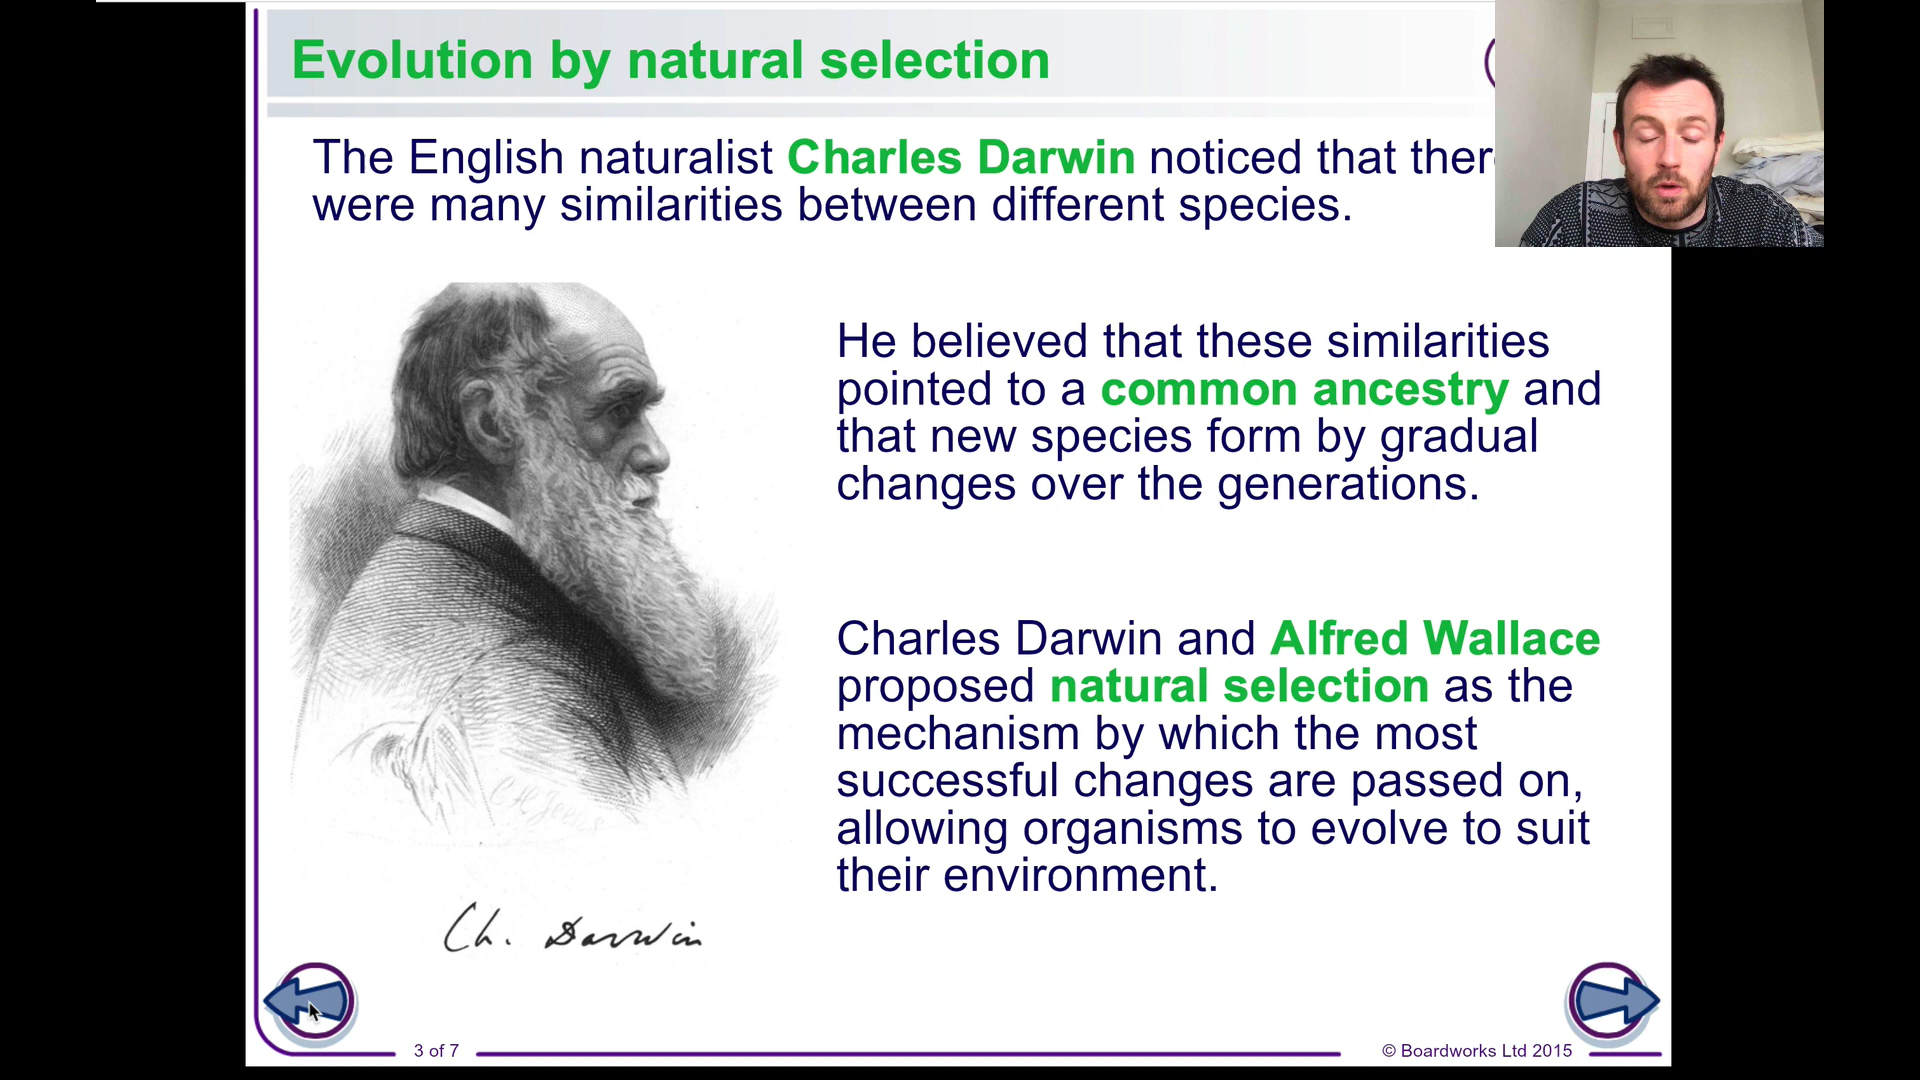 Evolution by natural selection
The English naturalist Charles Darwin noticed that ther
were many similarities between different species.
He believed that these similarities
pointed to a common ancestry and
that new species form by gradual
changes over the generations.
Charles Darwin and Alfred Wallace
proposed natural selection as the
mechanism by which the most
successful changes are passed on,
allowing organisms to evolve to suit
their environment.
Ch. Darwin
3 of 7
© Boardworks Ltd 2015